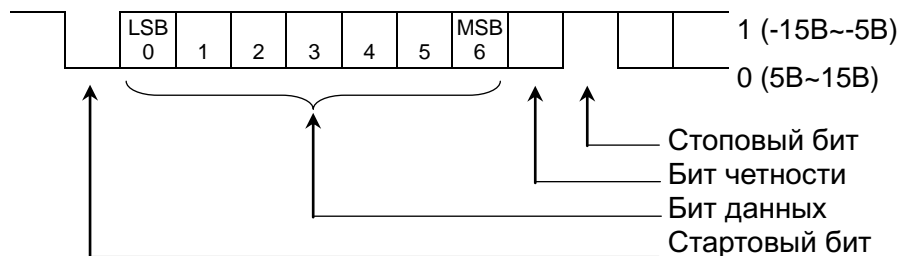 LSB MSB 1 (-15В~-5В)
0 1 2 3 4 5 6
0 (5В~15В)
Стоповый бит
Бит четности
Бит данных
Стартовый бит